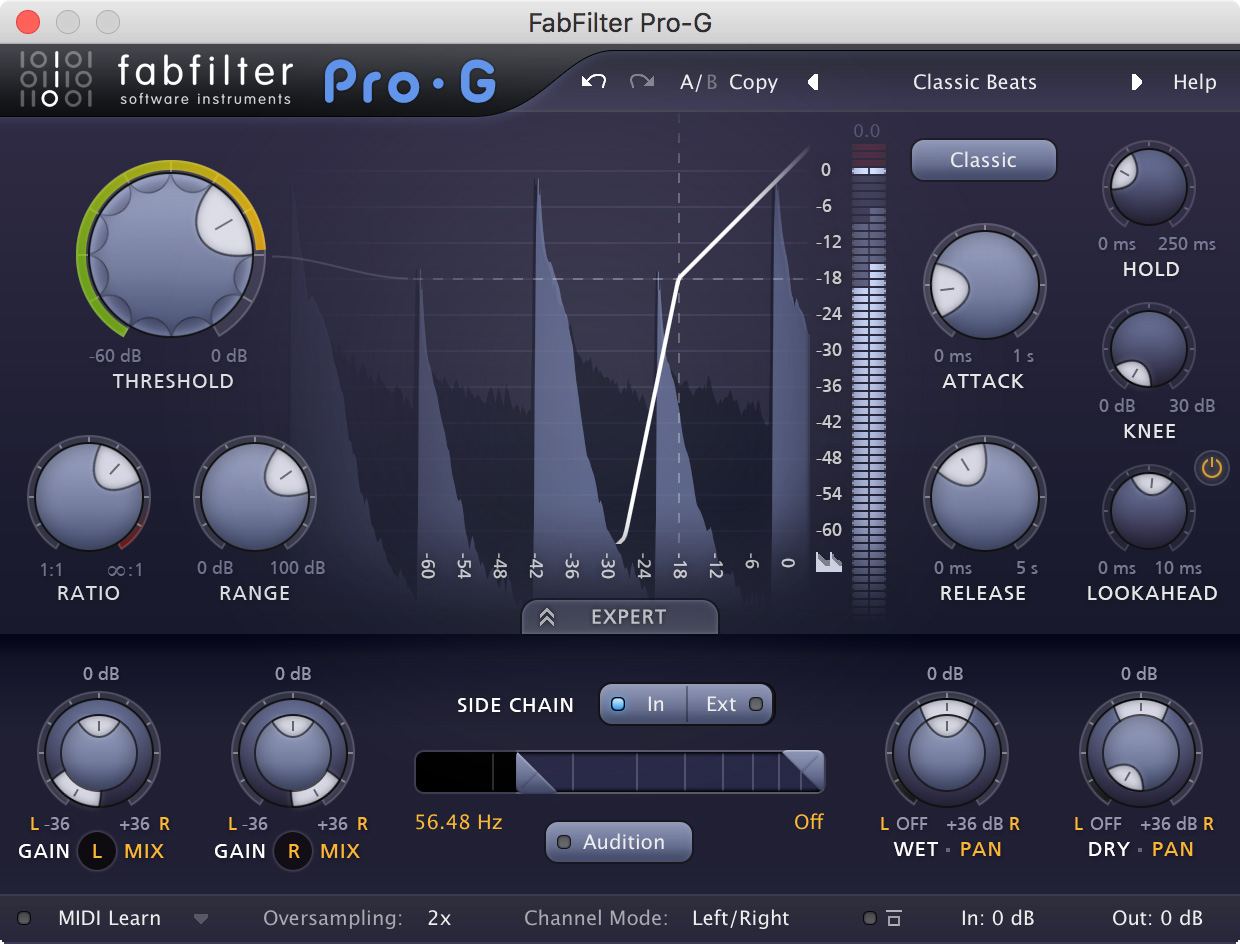 FabFilter Pro-G
fabfilter
software instruments
Pro·G
A/B Copy
Classic Beats
Help
0.0
0
-6
-12
-18
-24
-30
-36
-42
-48
-54
-60
-60 -54 -48 -42 -36 -30 -24 -18 -12 -6 0
-60 dB 0 dB
THRESHOLD
1:1 ∞:1
RATIO
0 dB 100 dB
RANGE
Classic
0 ms 250 ms
HOLD
0 ms 1 s
ATTACK
0 dB 30 dB
KNEE
0 ms 5 s
RELEASE
0 ms 10 ms
LOOKAHEAD
EXPERT
0 dB
L -36 +36 R
GAIN L MIX
0 dB
L -36 +36 R
GAIN R MIX
SIDE CHAIN
In Ext
56.48 Hz
Off
Audition
0 dB
L OFF +36 dB R
WET · PAN
0 dB
L OFF +36 dB R
DRY · PAN
MIDI Learn
Oversampling: 2x
Channel Mode: Left/Right
In: 0 dB
Out: 0 dB